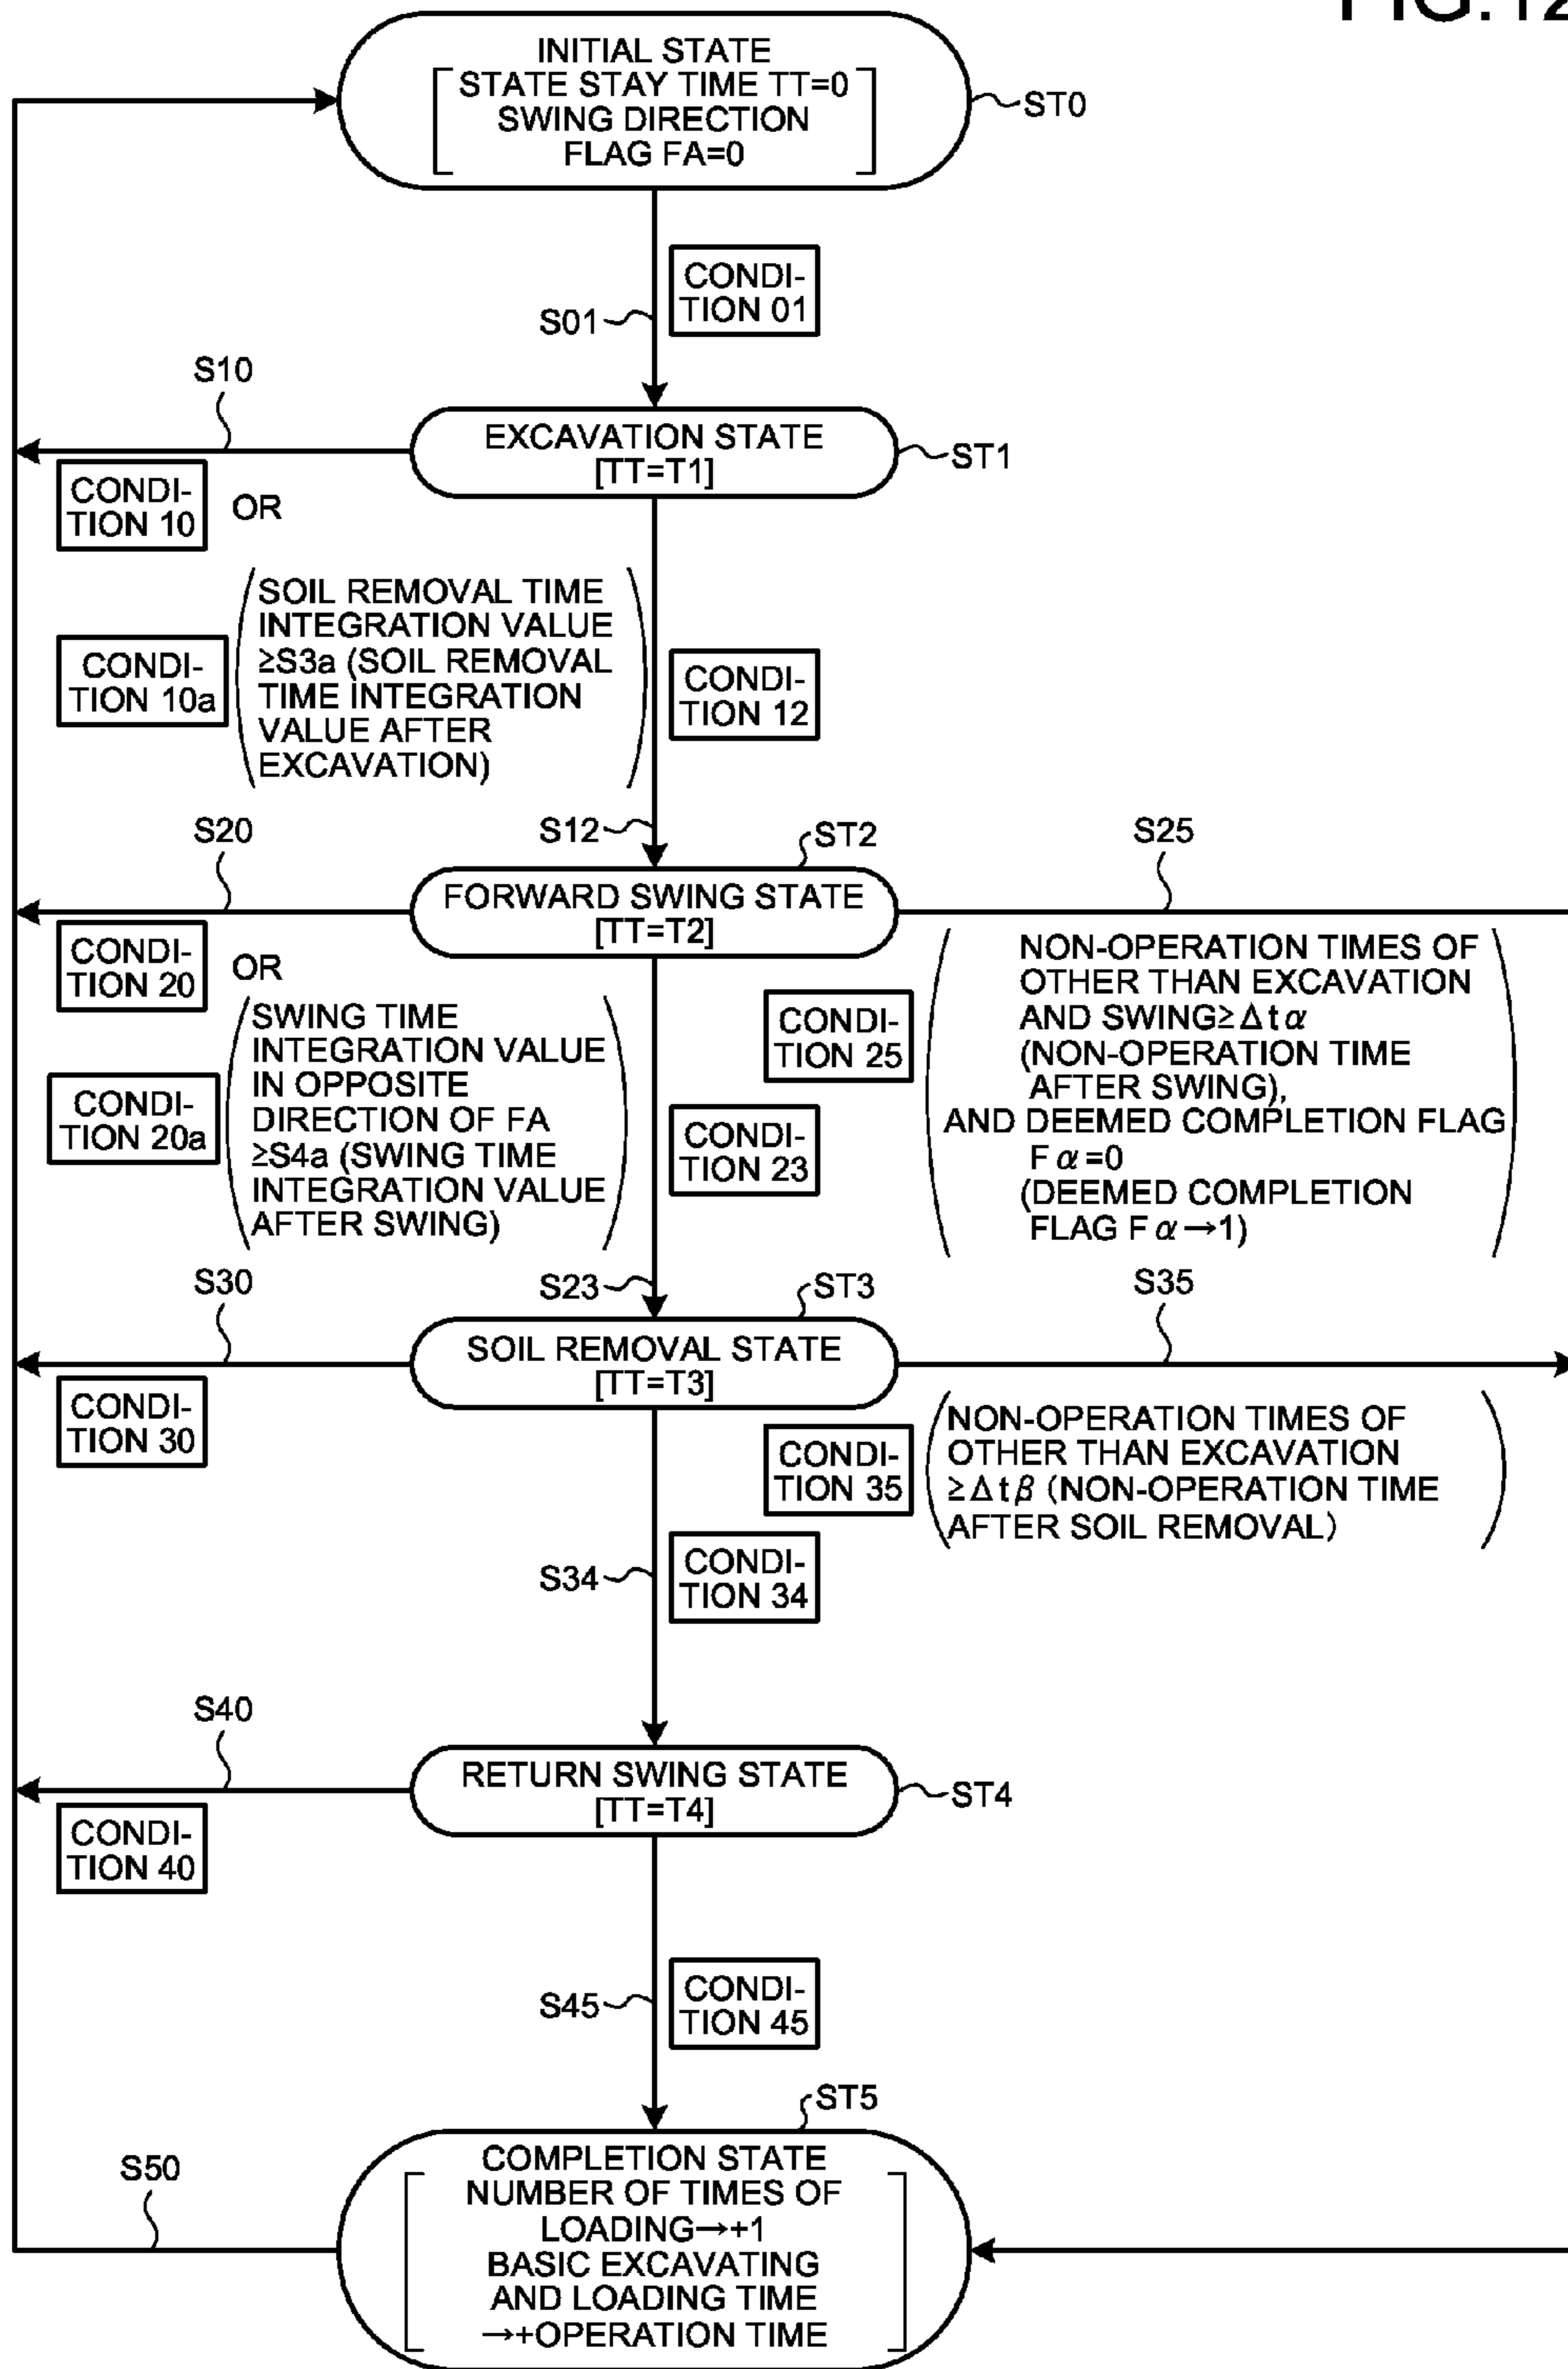 FIG.12
INITIAL STATE
STATE STAY TIME TT=0
SWING DIRECTION
FLAG FA=0
ST0
CONDI-
TION 01
S01
S10
EXCAVATION STATE
[TT=T1]
ST1
CONDI-
TION 10
OR
CONDI-
TION 10a
SOIL REMOVAL TIME
INTEGRATION VALUE
≥S3a (SOIL REMOVAL
TIME INTEGRATION
VALUE AFTER
EXCAVATION)
CONDI-
TION 12
S20
S12
ST2
S25
FORWARD SWING STATE
[TT=T2]
CONDI-
TION 20
OR
CONDI-
TION 20a
SWING TIME
INTEGRATION VALUE
IN OPPOSITE
DIRECTION OF FA
≥S4a (SWING TIME
INTEGRATION VALUE
AFTER SWING)
CONDI-
TION 23
CONDI-
TION 25
NON-OPERATION TIMES OF
OTHER THAN EXCAVATION
AND SWING≥Δtα
(NON-OPERATION TIME
AFTER SWING),
AND DEEMED COMPLETION FLAG
Fα=0
(DEEMED COMPLETION
FLAG Fα→1)
S30
S23
ST3
S35
SOIL REMOVAL STATE
[TT=T3]
CONDI-
TION 30
CONDI-
TION 35
NON-OPERATION TIMES OF
OTHER THAN EXCAVATION
≥Δtβ (NON-OPERATION TIME
AFTER SOIL REMOVAL)
S34
CONDI-
TION 34
S40
RETURN SWING STATE
[TT=T4]
ST4
CONDI-
TION 40
S45
CONDI-
TION 45
ST5
S50
COMPLETION STATE
NUMBER OF TIMES OF
LOADING→+1
BASIC EXCAVATING
AND LOADING TIME
→+OPERATION TIME